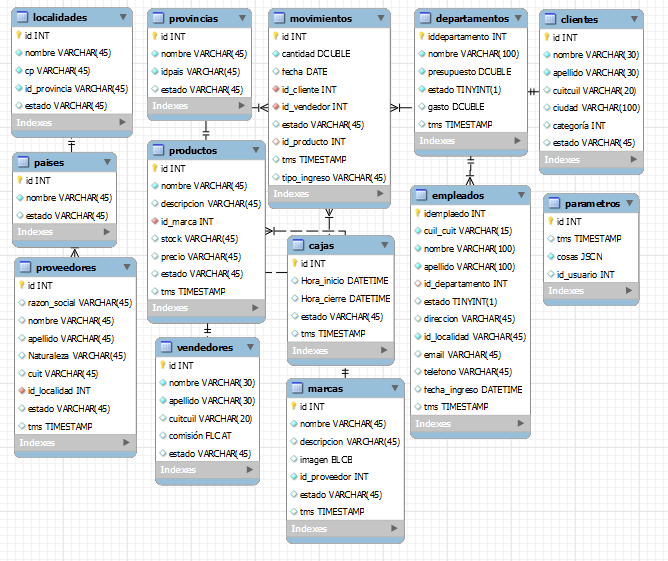 localidades
id INT
nombre VARCHAR(45)
cp VARCHAR(45)
id_provincia VARCHAR(45)
estado VARCHAR(45)
Indexes
provincias
id INT
nombre VARCHAR(45)
idpais VARCHAR(45)
estado VARCHAR(45)
Indexes
movimientos
id INT
cantidad DCUBLE
fecha DATE
id_cliente INT
id_vendedor INT
estado VARCHAR(45)
id_producto INT
tms TIMESTAMP
tipo_ingreso VARCHAR(45)
Indexes
departamentos
iddepartamento INT
nombre VARCHAR(100)
presupuesto DCUBLE
estado TINYINT(1)
gasto DCUBLE
tms TIMESTAMP
Indexes
clientes
id INT
nombre VARCHAR(30)
apellido VARCHAR(30)
cuitcuil VARCHAR(20)
ciudad VARCHAR(100)
categoría INT
estado VARCHAR(45)
Indexes
paises
id INT
nombre VARCHAR(45)
estado VARCHAR(45)
Indexes
productos
id INT
nombre VARCHAR(45)
descripcion VARCHAR(45)
id_marca INT
stock VARCHAR(45)
precio VARCHAR(45)
estado VARCHAR(45)
tms TIMESTAMP
Indexes
empleados
idemplaedo INT
cuil_cuit VARCHAR(15)
nombre VARCHAR(100)
apellido VARCHAR(100)
id_departamento INT
estado TINYINT(1)
direccion VARCHAR(45)
id_localidad VARCHAR(45)
email VARCHAR(45)
telefono VARCHAR(45)
fecha_ingreso DATETIME
tms TIMESTAMP
Indexes
parametros
id INT
tms TIMESTAMP
cosas JSCN
id_usuario INT
Indexes
cajas
id INT
Hora_inicio DATETIME
Hora_cierre DATETIME
estado VARCHAR(45)
tms TIMESTAMP
Indexes
proveedores
id INT
razon_social VARCHAR(45)
nombre VARCHAR(45)
apellido VARCHAR(45)
Naturaleza VARCHAR(45)
cuit VARCHAR(45)
id_localidad INT
estado VARCHAR(45)
tms TIMESTAMP
Indexes
vendedores
id INT
nombre VARCHAR(30)
apellido VARCHAR(30)
cuitcuil VARCHAR(20)
comisión FLCAT
estado VARCHAR(45)
Indexes
marcas
id INT
nombre VARCHAR(45)
descripcion VARCHAR(45)
imagen BLCB
id_proveedor INT
estado VARCHAR(45)
tms TIMESTAMP
Indexes